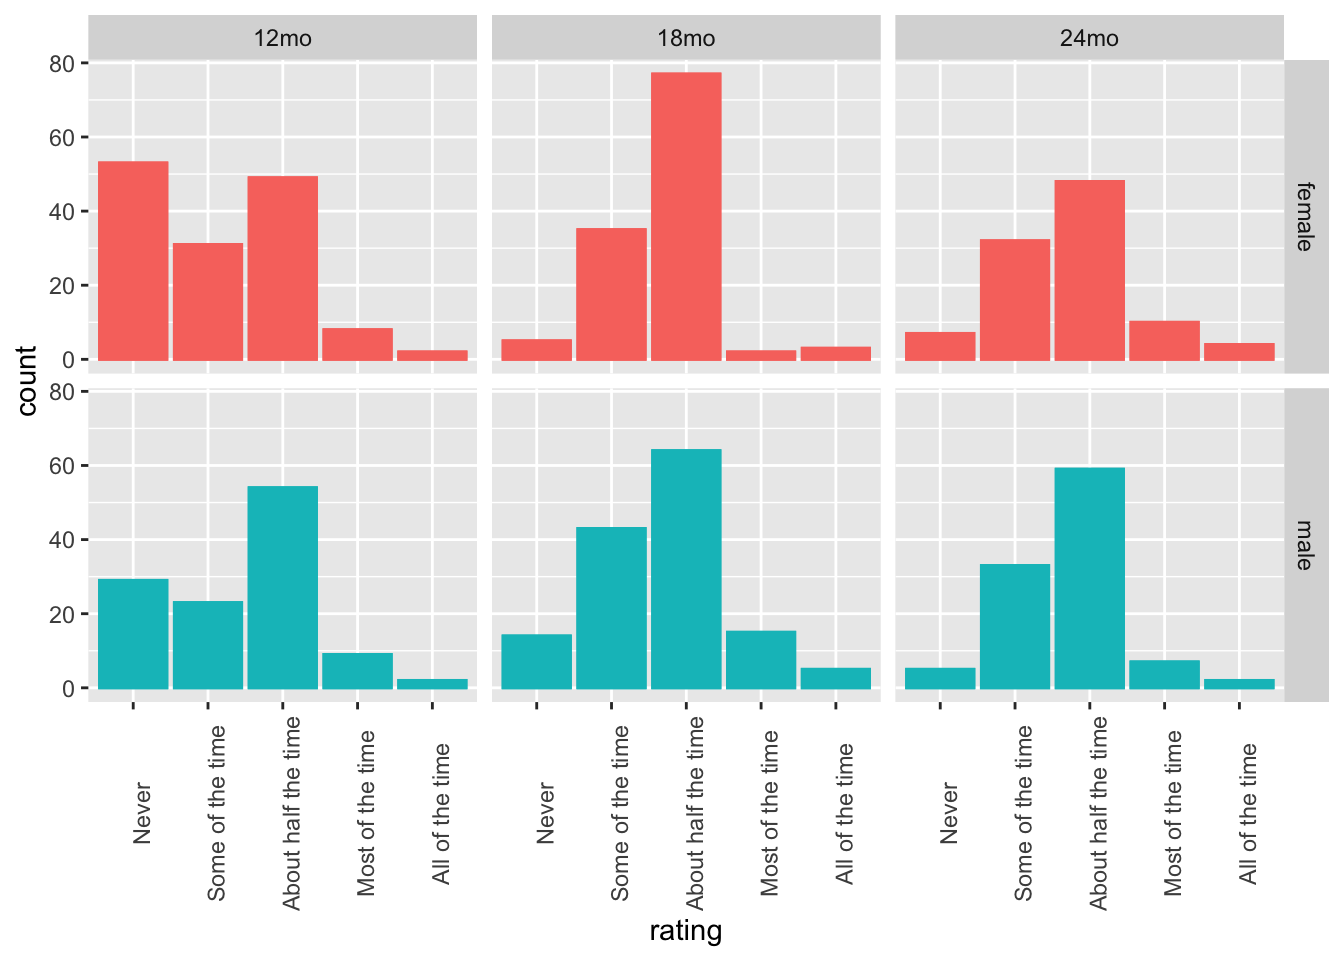 12mo
18mo
24mo
80
60
40
20
0
female
80
60
40
20
0
male
count
Never
Some of the time
About half the time
Most of the time
All of the time
Never
Some of the time
About half the time
Most of the time
All of the time
Never
Some of the time
About half the time
Most of the time
All of the time
rating